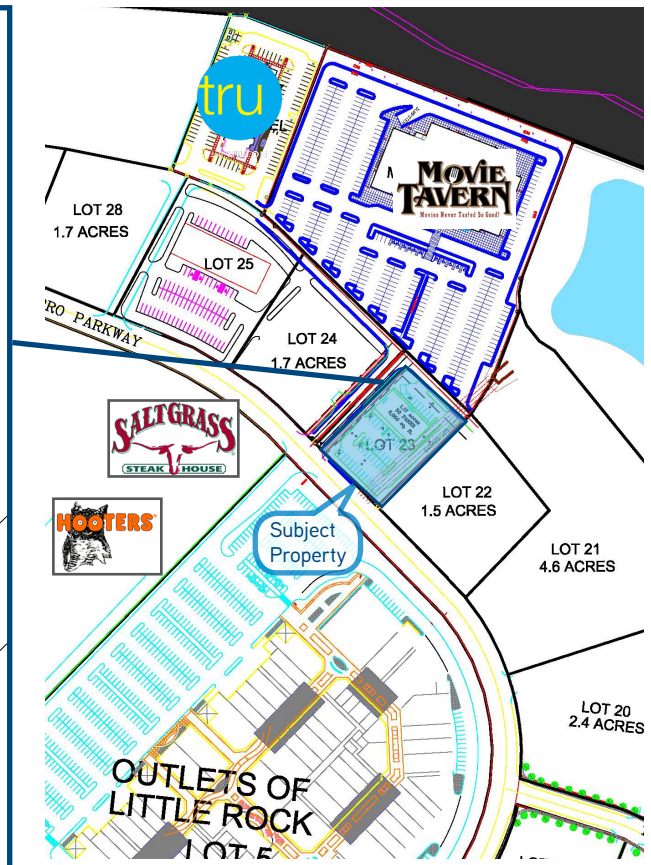 tru
EL
MOVIE
TAVERN
Movies Never Tasted So Good!
LOT 28
1.7 ACRES
LOT 25
RO PARKWAY
LOT 24
1.7 ACRES
SALTGRASS
STEAK HOUSE
LOT 23
LOT 22
1.5 ACRES
HOOTERS
Subject
Property
LOT 21
4.6 ACRES
LOT 20
2.4 ACRES
OUTLETS OF
LITTLE ROCK
LOT 5